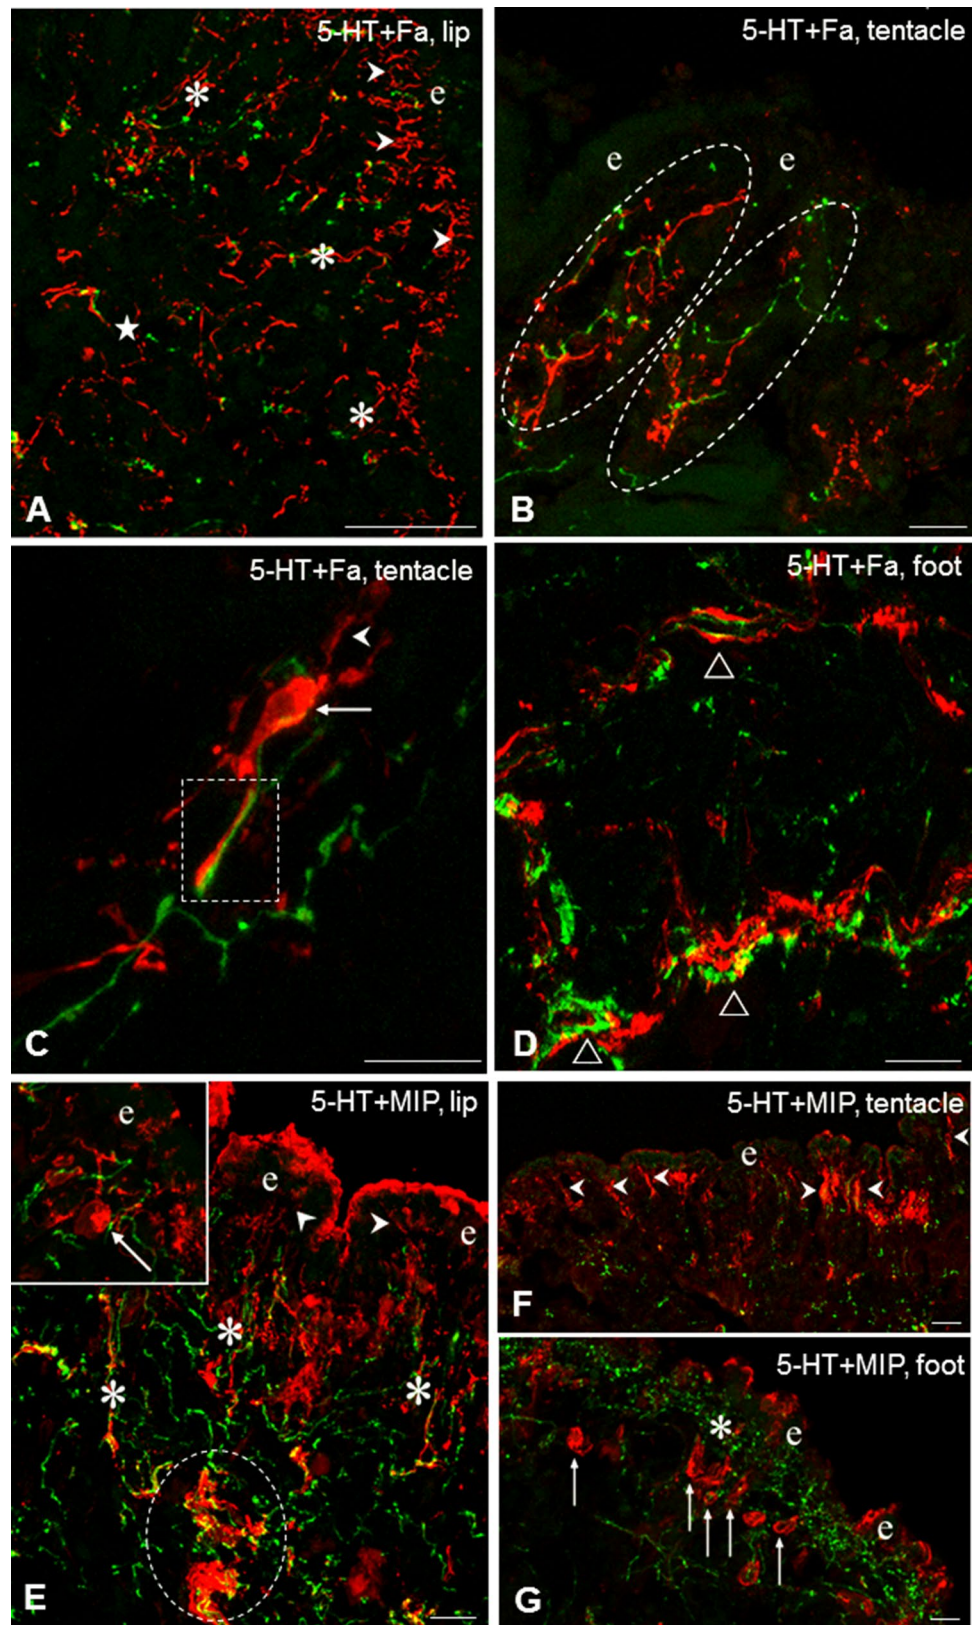 5-HT+Fa, lip
e
A
5-HT+Fa, tentacle
e e
B
5-HT+Fa, tentacle
C
5-HT+Fa, foot
D
5-HT+MIP, lip
e
e
e
E
5-HT+MIP, tentacle
e
F
5-HT+MIP, foot
e
e
G